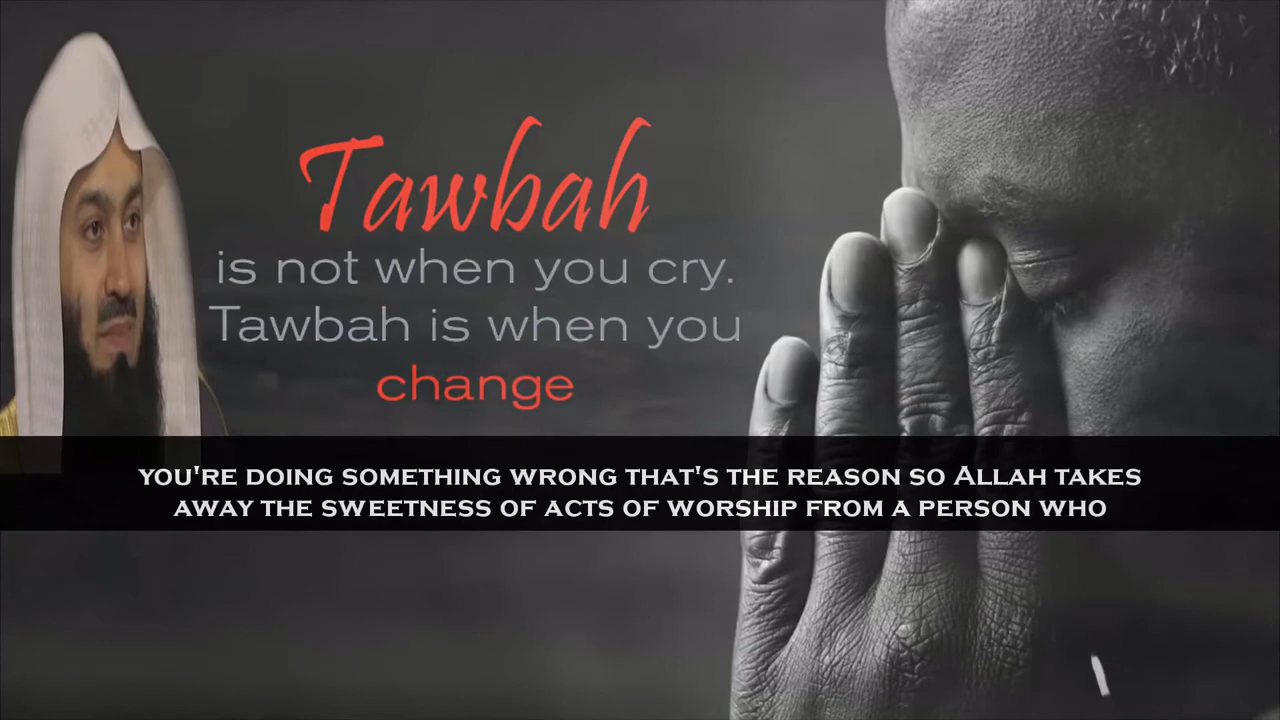 Tawbah
is not when you cry.
Tawbah is when you
change
YOU'RE DOING SOMETHING WRONG THAT'S THE REASON SO ALLAH TAKES
AWAY THE SWEETNESS OF ACTS OF WORSHIP FROM A PERSON WHO